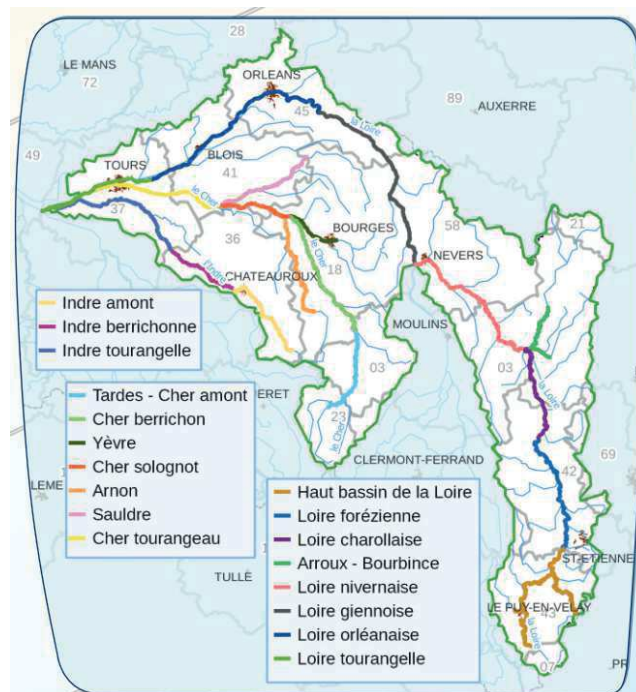 28
LE MANS
72
ORLEANS
45
la Loire
89
AUXERRE
49
TOURS
BLOIS
41
37
le Cher
36
BOURGES
le Cher
18
58
NEVERS
21
l'Indre
CHATEAUROUX
MOULINS
Indre amont
Indre berrichonne
Indre tourangelle
03
03
la Loire
ERET
23
le Cher
69
42
CLERMONT-FERRAND
LEME
Tardes - Cher amont
Cher berrichon
Yèvre
Cher solognot
Arnon
Sauldre
Cher tourangeau
TULLÈ
Haut bassin de la Loire
Loire forézienne
Loire charollaise
Arroux - Bourbince
Loire nivernaise
Loire giennoise
Loire orléanaise
Loire tourangelle
ST-ETIENNE
LE PUY-EN-VELAY
43
la Loire
07
PR